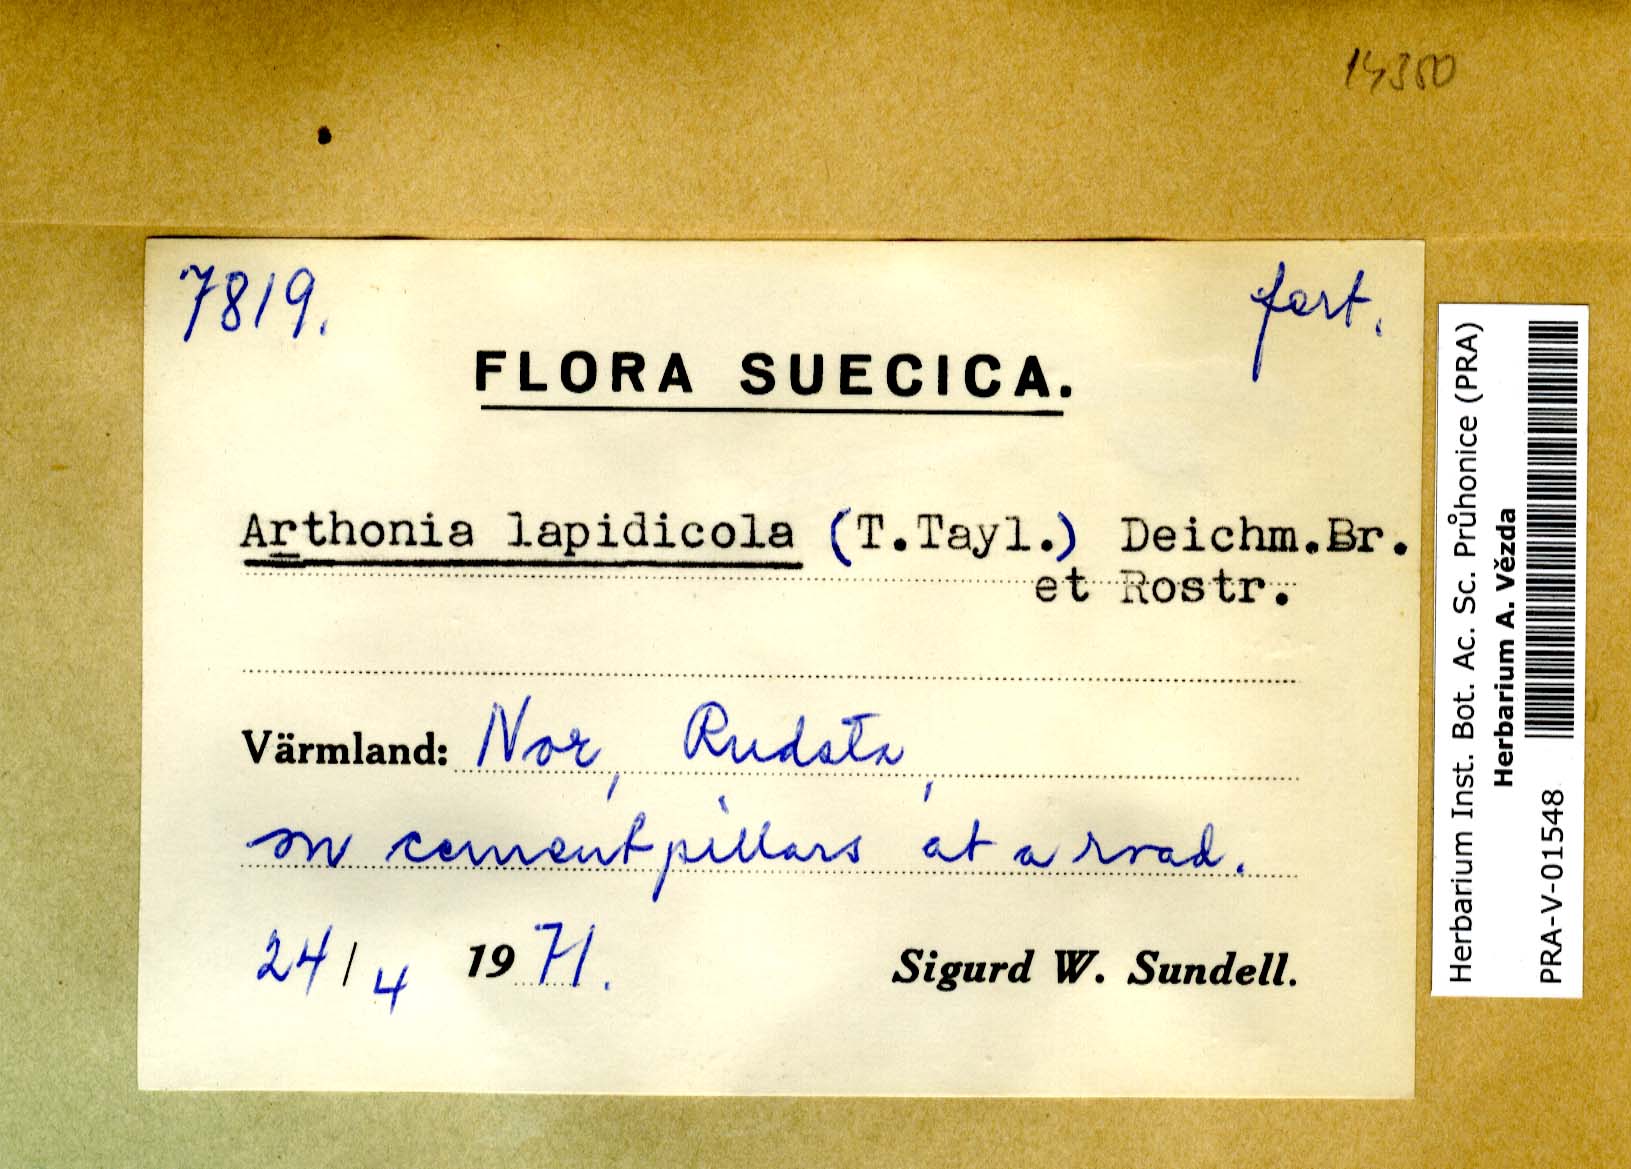 14380
7819.
fert.
FLORA SUECICA.
Arthonia lapidicola (T.Tayl.) Deichm.Br.
et Rostr.
Värmland: Nor, Rudsta,
on cementpillars at a road.
24/4 1971.
Sigurd W. Sundell.
Herbarium Inst. Bot. Ac. Sc. Průhonice (PRA)
Herbarium A. Vězda
PRA-V-01548